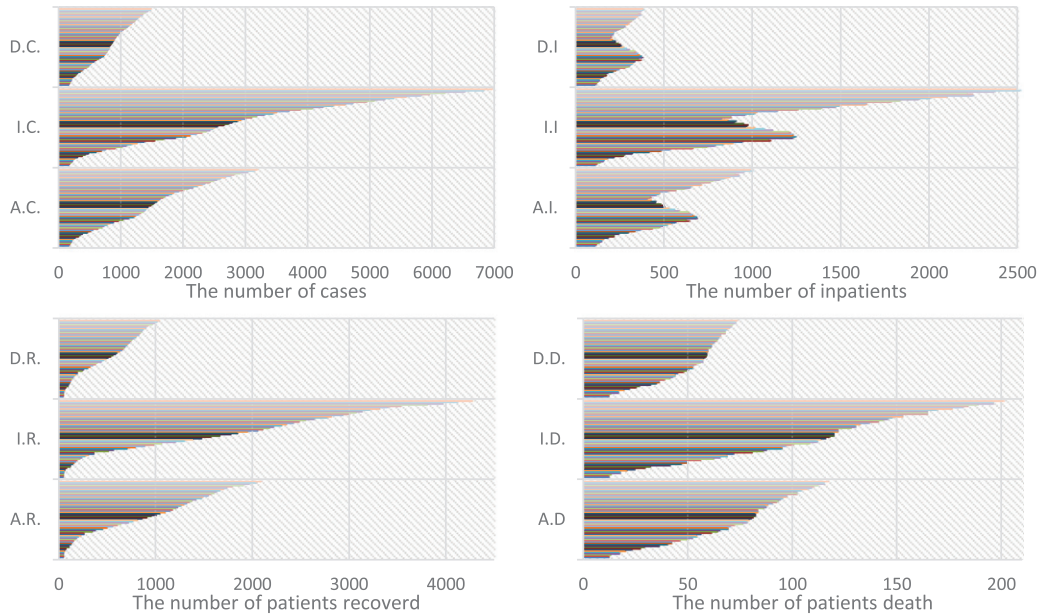 D.C.
I.C.
A.C.
0 1000 2000 3000 4000 5000 6000 7000
The number of cases
D.I
I.I
A.I.
0 500 1000 1500 2000 2500
The number of inpatients
D.R.
I.R.
A.R.
0 1000 2000 3000 4000
The number of patients recoverd
D.D.
I.D.
A.D
0 50 100 150 200
The number of patients death